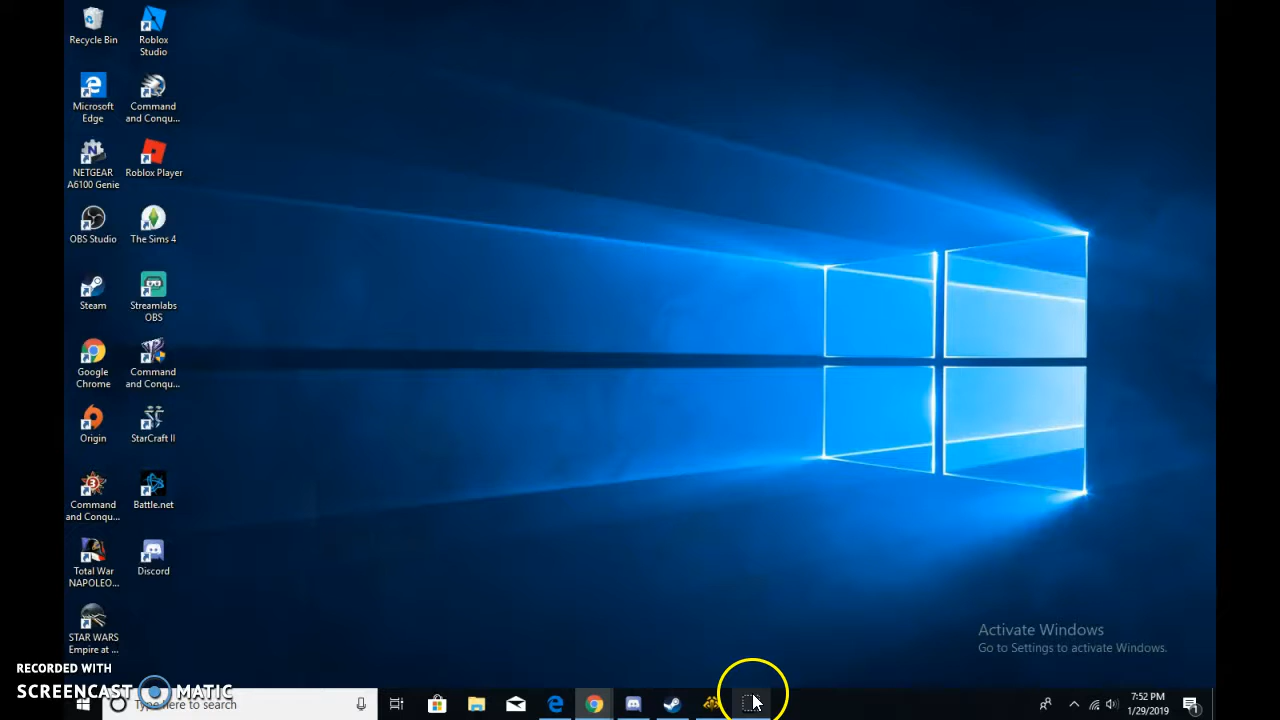 Recycle Bin
Roblox
Studio
Microsoft
Edge
Command
and Conqu...
NETGEAR
A6100 Genie
Roblox Player
OBS Studio
The Sims 4
Steam
Streamlabs
OBS
Google
Chrome
Command
and Conqu...
Origin
StarCraft II
Command
and Conqu...
Battle.net
Total War
NAPOLEO...
Discord
STAR WARS
Empire at ...
Activate Windows
Go to Settings to activate Windows.
RECORDED WITH
SCREENCAST MATIC
Type here to search
7:52 PM
1/29/2019
1